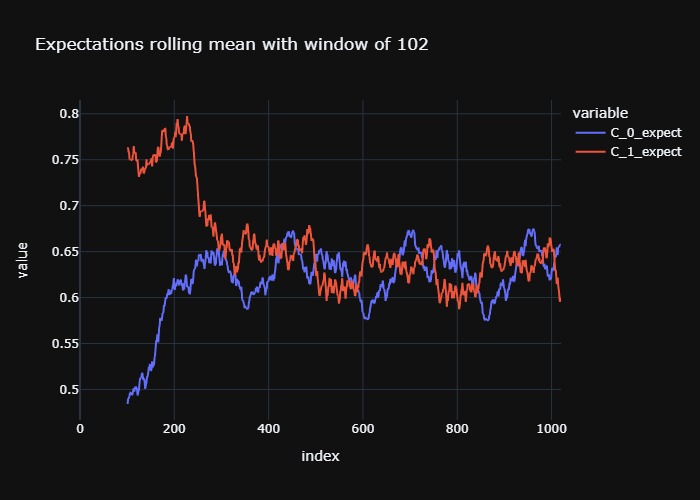 Expectations rolling mean with window of 102
variable
C_0_expect
C_1_expect
value
0.8
0.75
0.7
0.65
0.6
0.55
0.5
0 200 400 600 800 1000
index